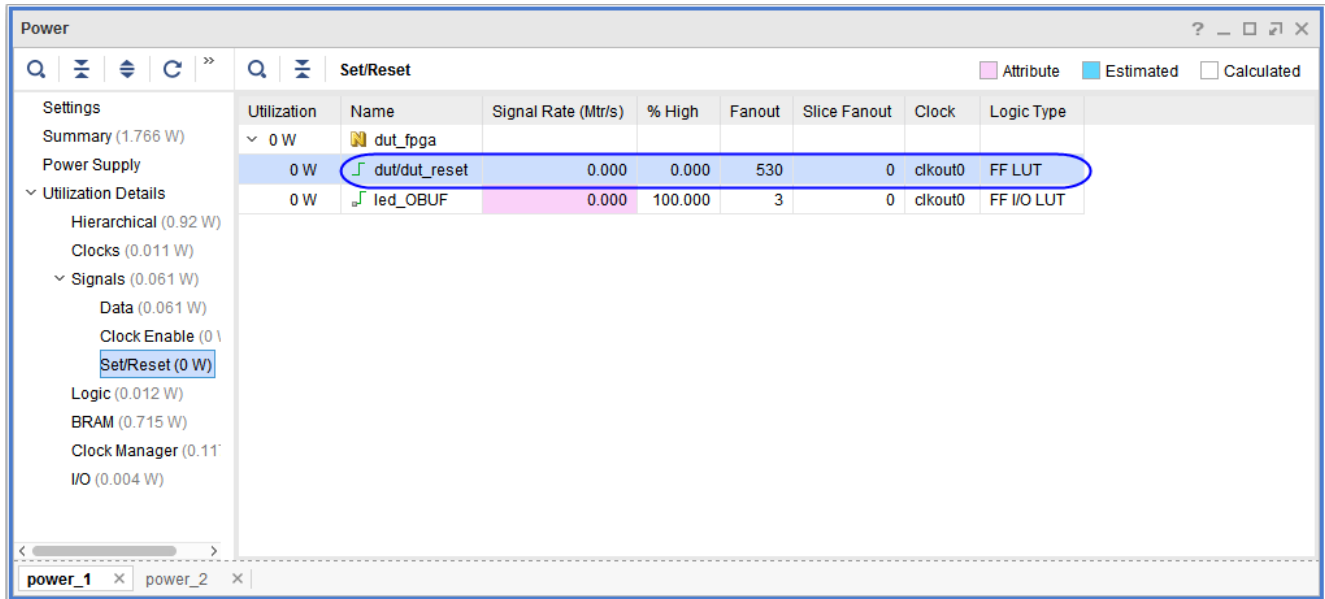 Power
Set/Reset Attribute Estimated Calculated
Settings
Summary (1.766 W)
Power Supply
Utilization Details
Hierarchical (0.92 W)
Clocks (0.011 W)
Signals (0.061 W)
Data (0.061 W)
Clock Enable (0
Set/Reset (0 W)
Logic (0.012 W)
BRAM (0.715 W)
Clock Manager (0.11
I/O (0.004 W)
Utilization Name Signal Rate (Mtr/s) % High Fanout Slice Fanout Clock Logic Type
0 W dut_fpga
0 W dut/dut_reset 0.000 0.000 530 0 clkout0 FF LUT
0 W led_OBUF 0.000 100.000 3 0 clkout0 FF I/O LUT
power_1 power_2